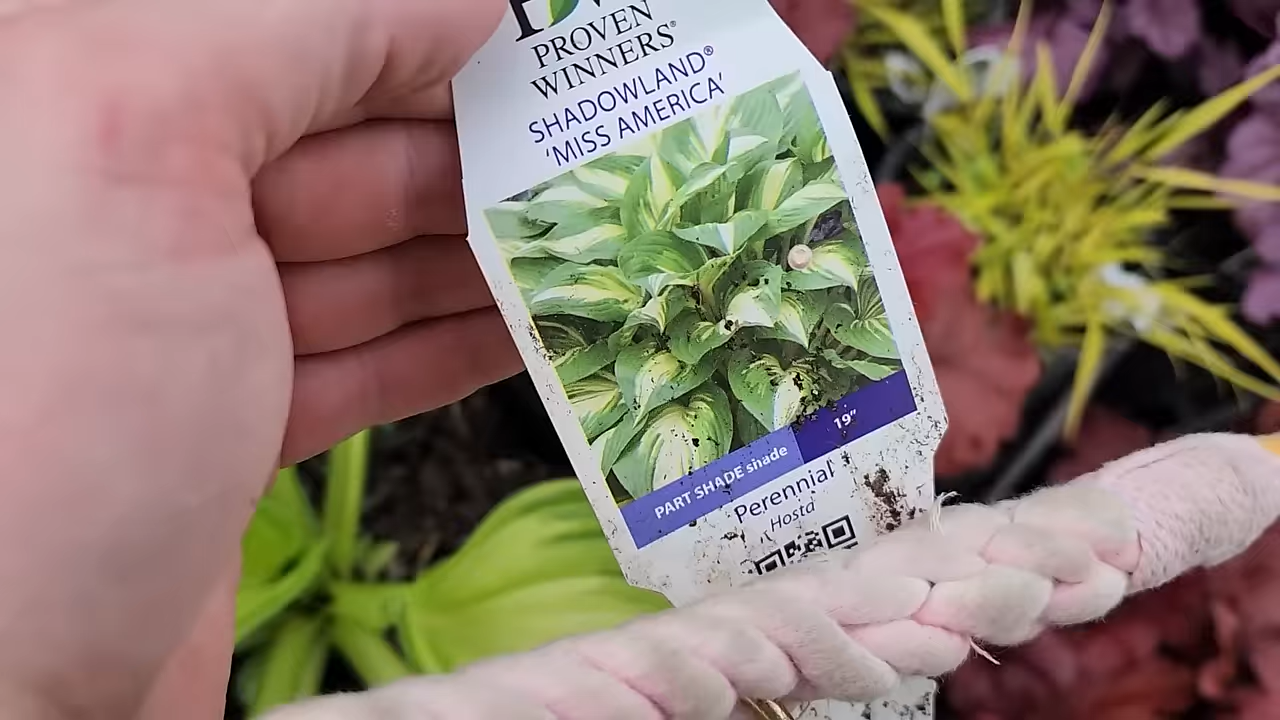 PROVEN
WINNERS®
SHADOWLAND®
'MISS AMERICA'
PART SHADE shade
19"
Perennial
Hosta